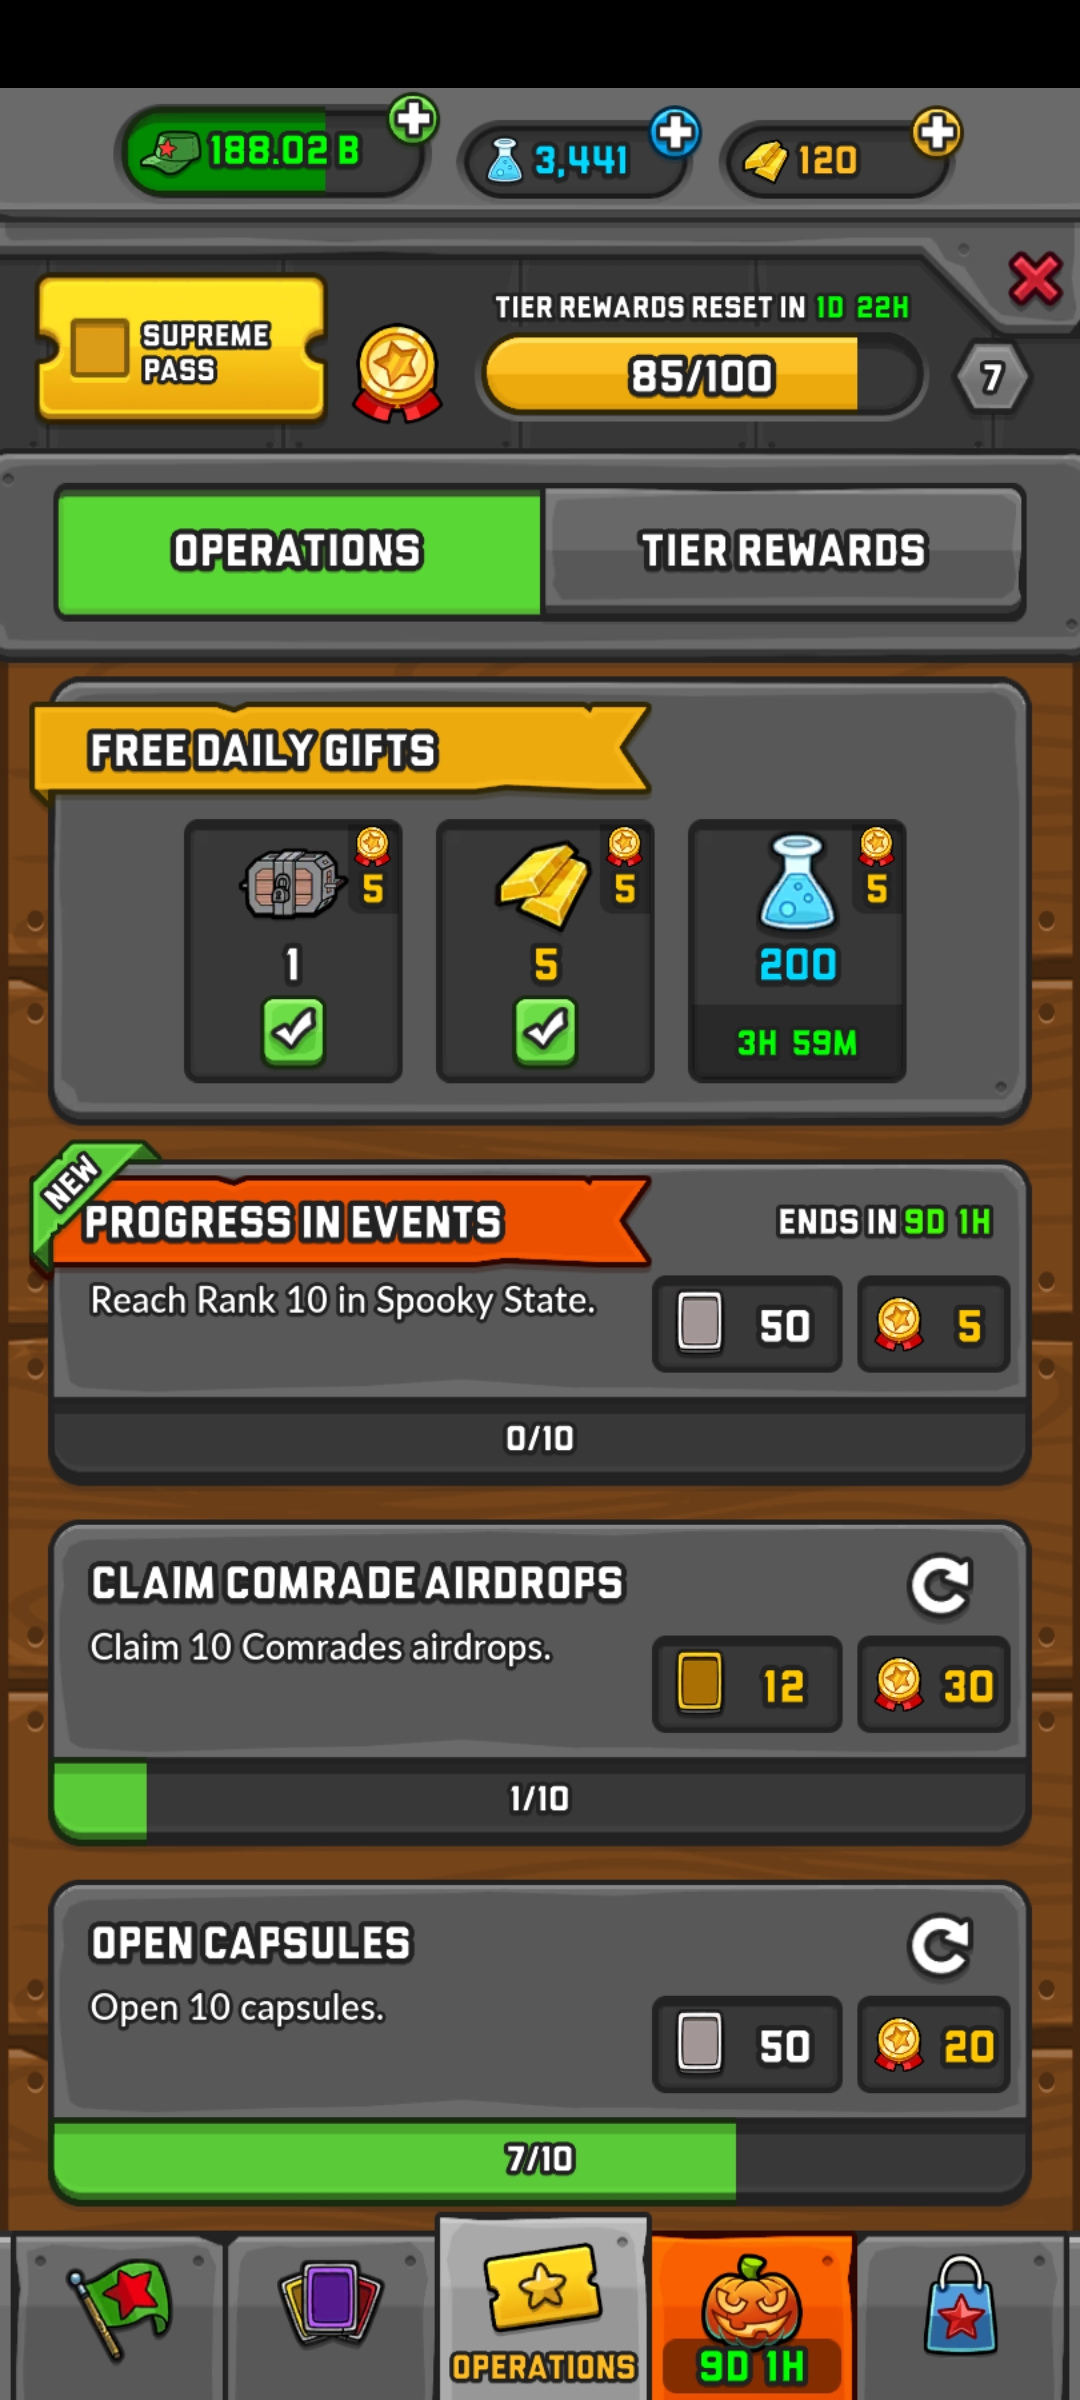 188.02 B
3,441
120
SUPREME
PASS
TIER REWARDS RESET IN 1D 22H
85/100
7
OPERATIONS
TIER REWARDS
FREE DAILY GIFTS
5
5
5
1
5
200
3H 59M
NEW
PROGRESS IN EVENTS
ENDS IN 9D 1H
Reach Rank 10 in Spooky State.
50
5
0/10
CLAIM COMRADE AIRDROPS
Claim 10 Comrades airdrops.
12
30
1/10
OPEN CAPSULES
Open 10 capsules.
50
20
7/10
OPERATIONS
9D 1H